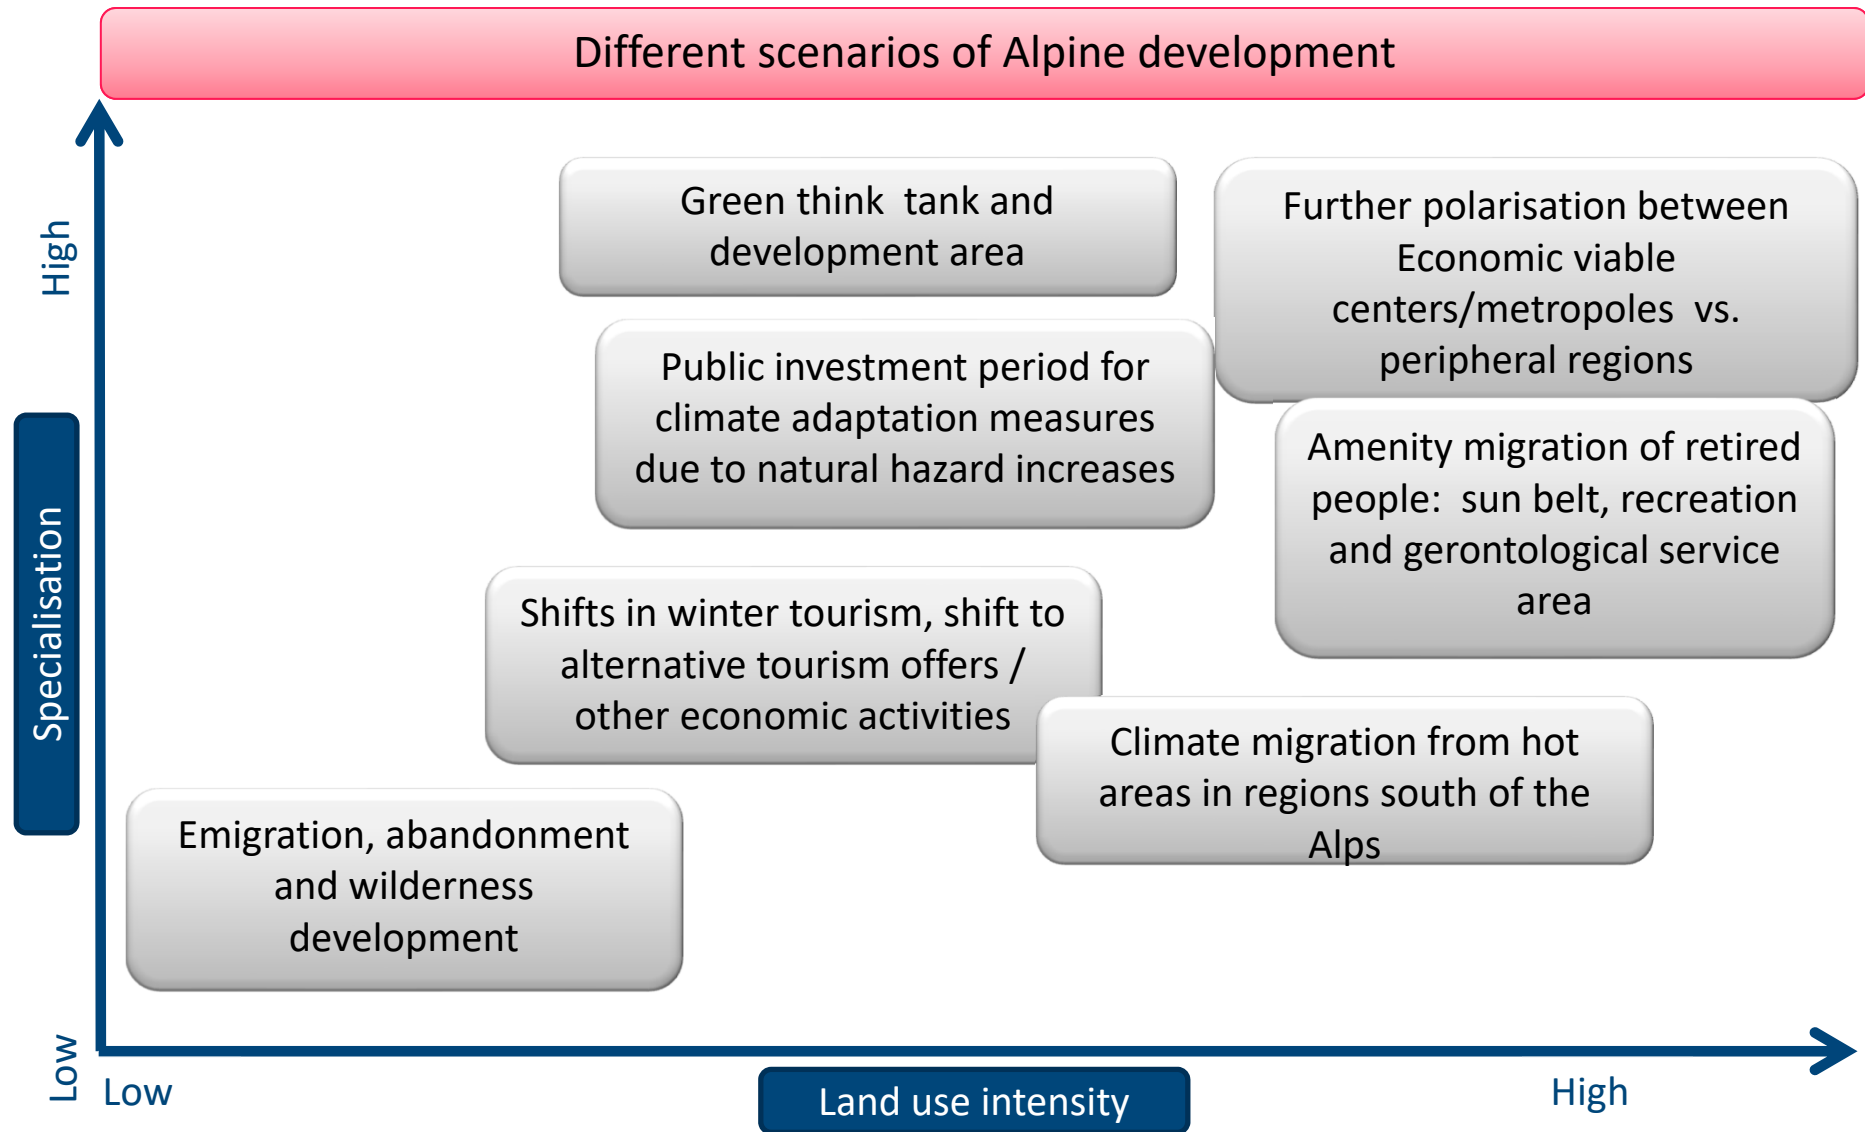 Different scenarios of Alpine development
High
Specialisation
Low
Green think  tank and
development area
Further polarisation between
Economic viable
centers/metropoles  vs.
peripheral regions
Public investment period for
climate adaptation measures
due to natural hazard increases
Amenity migration of retired
people:  sun belt, recreation
and gerontological service
area
Shifts in winter tourism, shift to
alternative tourism offers /
other economic activities
Climate migration from hot
areas in regions south of the
Alps
Emigration, abandonment
and wilderness
development
Low
Land use intensity
High